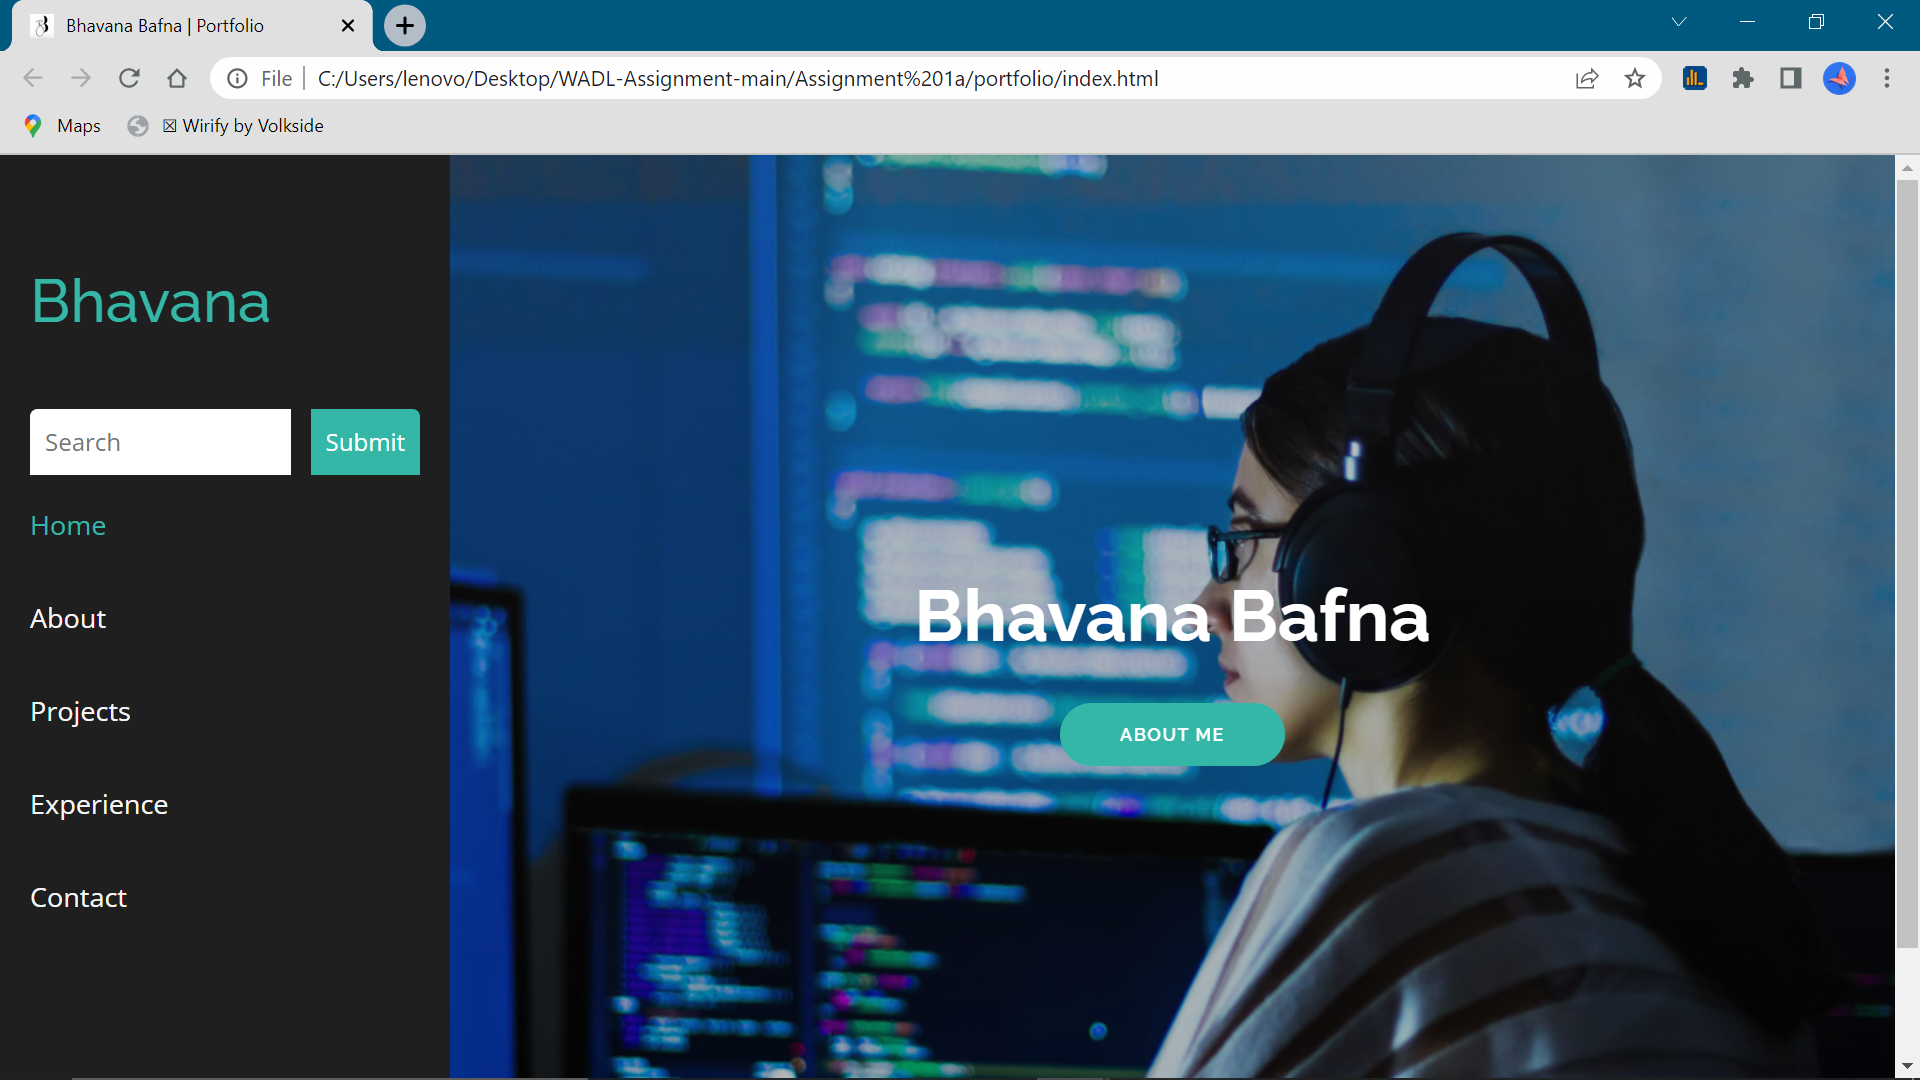 Bhavana Bafna | Portfolio
File | C:/Users/lenovo/Desktop/WADL-Assignment-main/Assignment%201a/portfolio/index.html
Maps ☒ Wirify by Volkside
Bhavana
Search Submit
Home
About
Projects
Experience
Contact
Bhavana Bafna
ABOUT ME